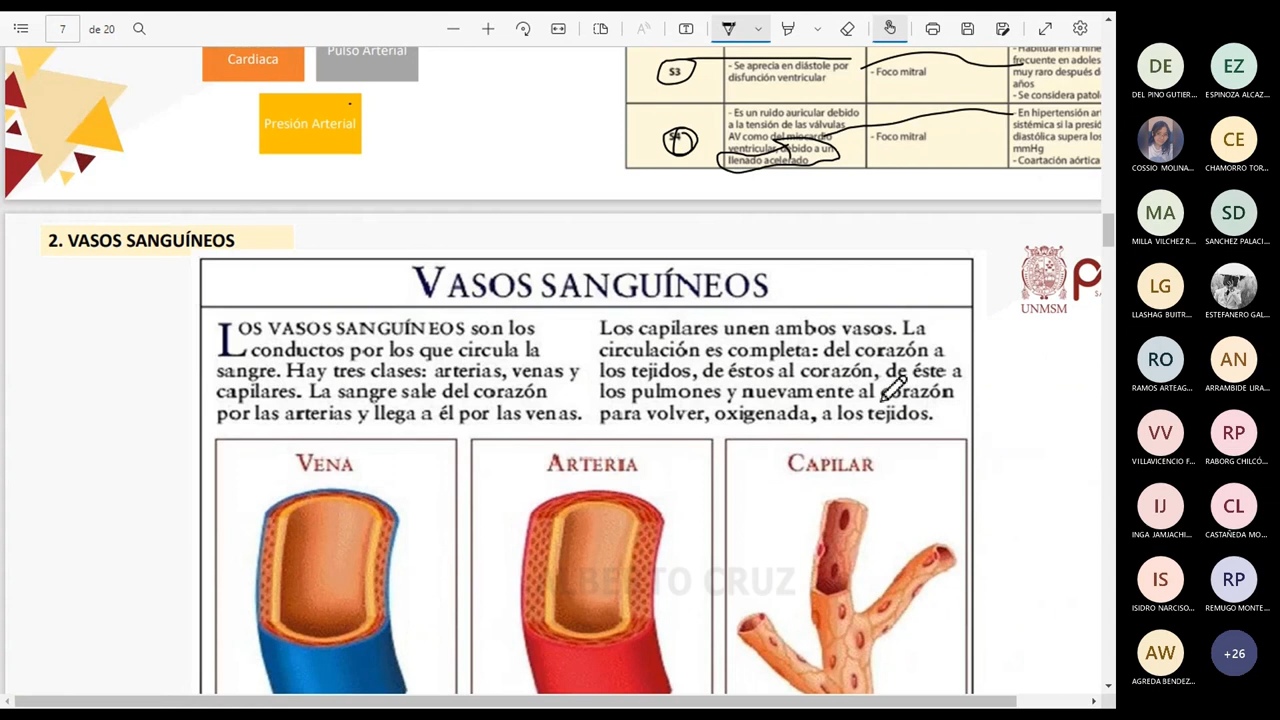 7
de 20
Cardiaca
Pulso Arterial
Presión Arterial
S3
- Se aprecia en diástole por
disfunción ventricular
- Foco mitral
- Habitual en la niñe
frecuente en adoles
muy raro después d
años
- Se considera patol
- Es un ruido auricular debido
a la tensión de las válvulas
AV como del miocardio
ventricular, debido a un
llenado acelerado
- Foco mitral
- En hipertensión ar
sistémica si la presió
diastólica supera los
mmHg
- Coartación aórtica
2. VASOS SANGUÍNEOS
UNMSM
VASOS SANGUÍNEOS
LOS VASOS SANGUÍNEOS son los
conductos por los que circula la
sangre. Hay tres clases: arterias, venas y
capilares. La sangre sale del corazón
por las arterias y llega a él por las venas.
Los capilares unen ambos vasos. La
circulación es completa: del corazón a
los tejidos, de éstos al corazón, de éste a
los pulmones y nuevamente al corazón
para volver, oxigenada, a los tejidos.
VENA
ARTERIA
CAPILAR
ALBERTO CRUZ
DE
DEL PINO GUTIER...
EZ
ESPINOZA ALCAZ...
COSSIO MOLINA...
CE
CHAMORRO TOR...
MA
MILLA VILCHEZ R...
SD
SANCHEZ PALACI...
LG
LLASHAG BUITR...
ESTEFANERO GAL...
RO
RAMOS ARTEAG...
AN
ARRAMBIDE LIRA...
VV
VILLAVICENCIO F...
RP
RABORG CHILCÓ...
IJ
INGA JAMJACHI...
CL
CASTAÑEDA MO...
IS
ISIDRO NARCISO...
RP
REMUGO MONTE...
AW
AGREDA BENDEZ...
+26